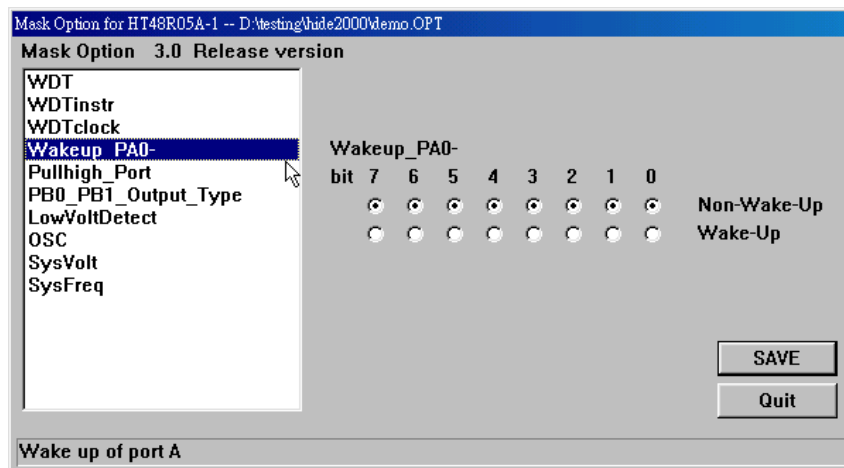 Mask Option for HT48R05A-1 -- D:\testing\hide2000\demo.OPT
Mask Option 3.0 Release version
WDT
WDTinstr
WDTclock
Wakeup_PA0-
Pullhigh_Port
PB0_PB1_Output_Type
LowVoltDetect
OSC
SysVolt
SysFreq
Wakeup_PA0-
bit 7 6 5 4 3 2 1 0
Non-Wake-Up
Wake-Up
SAVE
Quit
Wake up of port A